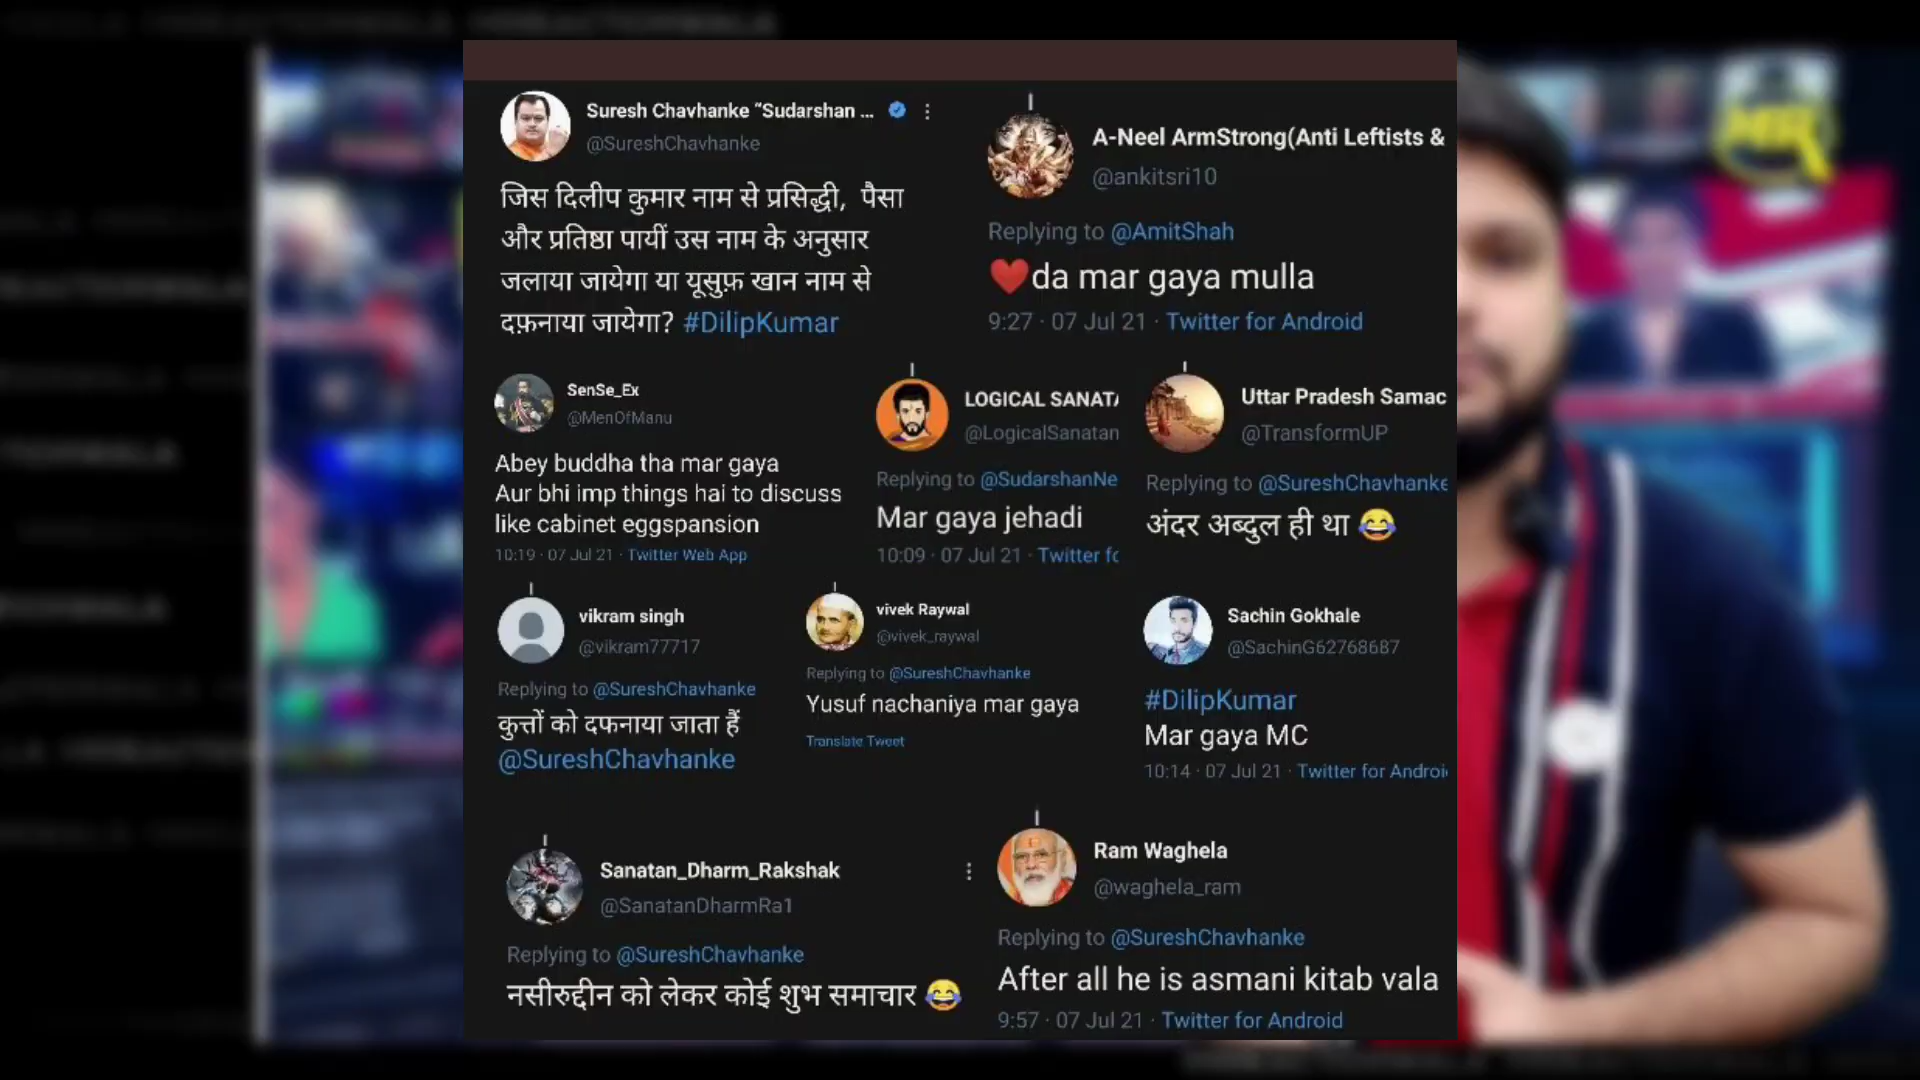 Suresh Chavhanke “Sudarshan ...
@SureshChavhanke
जिस दिलीप कुमार नाम से प्रसिद्धी, पैसा
और प्रतिष्ठा पायीं उस नाम के अनुसार
जलाया जायेगा या यूसुफ़ खान नाम से
दफ़नाया जायेगा? #DilipKumar
A-Neel ArmStrong(Anti Leftists &
@ankitsri10
Replying to @AmitShah
❤️da mar gaya mulla
9:27 · 07 Jul 21 · Twitter for Android
SenSe_Ex
@MenOfManu
Abey buddha tha mar gaya
Aur bhi imp things hai to discuss
like cabinet eggspansion
10:19 · 07 Jul 21 · Twitter Web App
LOGICAL SANATA
@LogicalSanatan
Replying to @SudarshanNe
Mar gaya jehadi
10:09 · 07 Jul 21 · Twitter fo
Uttar Pradesh Samac
@TransformUP
Replying to @SureshChavhanke
अंदर अब्दुल ही था 😂
vikram singh
@vikram77717
Replying to @SureshChavhanke
कुत्तों को दफनाया जाता हैं
@SureshChavhanke
vivek Raywal
@vivek_raywal
Replying to @SureshChavhanke
Yusuf nachaniya mar gaya
Translate Tweet
Sachin Gokhale
@SachinG62768687
#DilipKumar
Mar gaya MC
10:14 · 07 Jul 21 · Twitter for Androi
Sanatan_Dharm_Rakshak
@SanatanDharmRa1
Replying to @SureshChavhanke
नसीरुद्दीन को लेकर कोई शुभ समाचार 😂
Ram Waghela
@waghela_ram
Replying to @SureshChavhanke
After all he is asmani kitab vala
9:57 · 07 Jul 21 · Twitter for Android